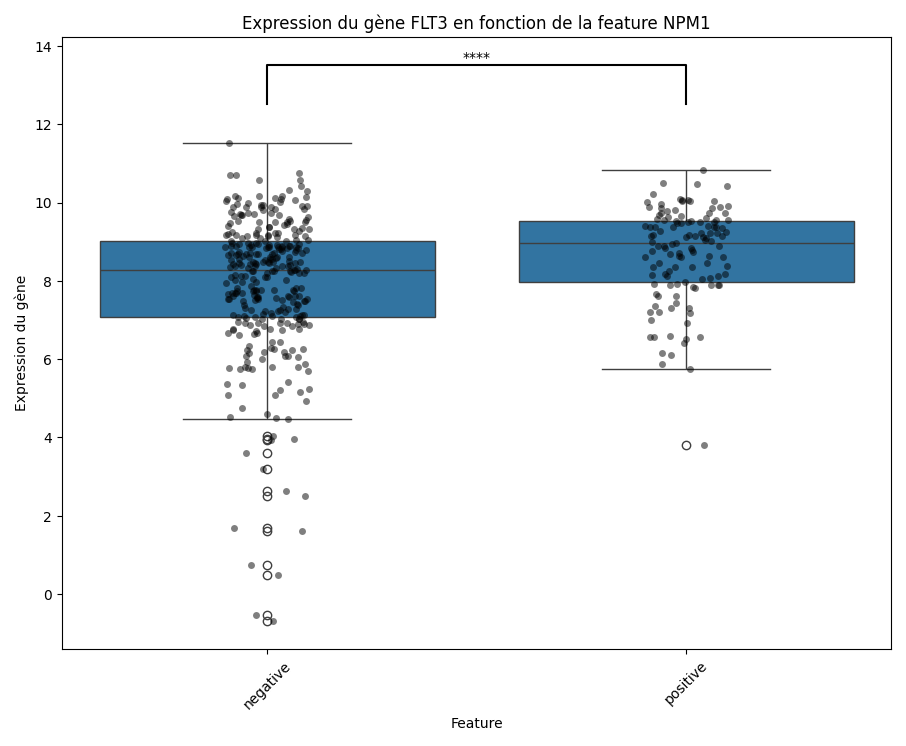 Expression du gène FLT3 en fonction de la feature NPM1
14
****
12
10
8
6
4
2
0
Expression du gène
negative
positive
Feature